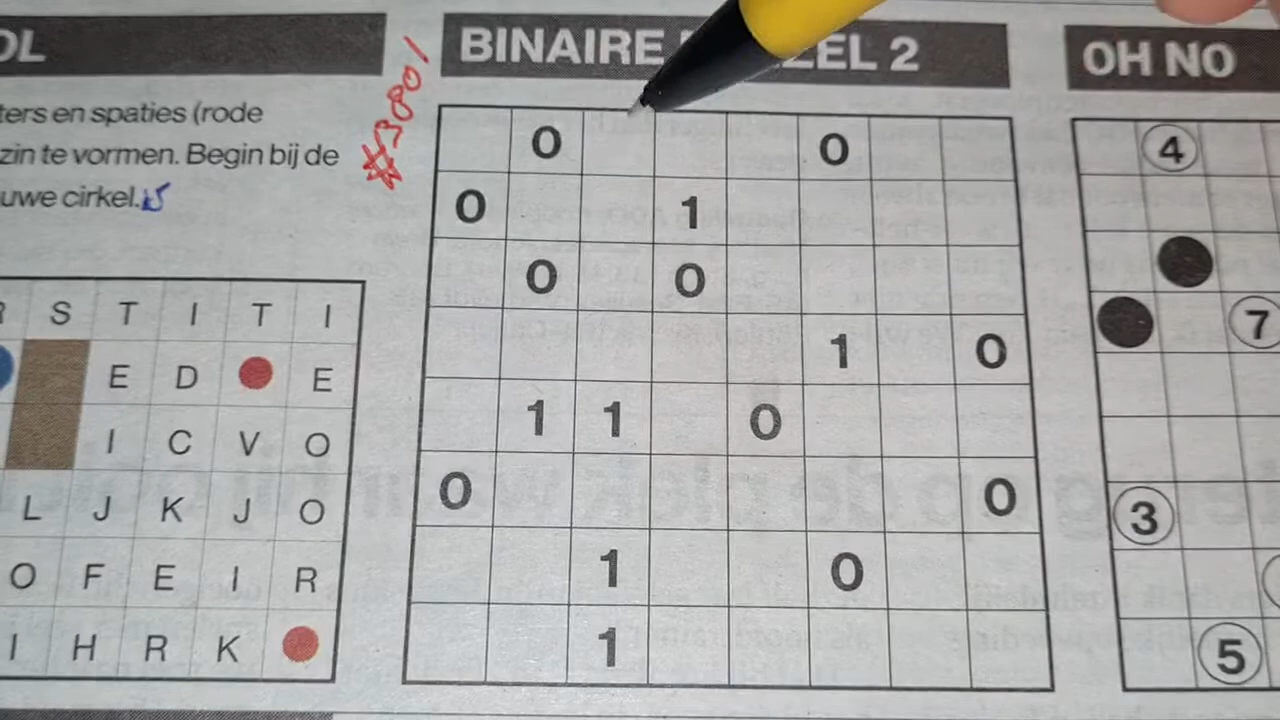 OL
BINAIRE
ZEL 2
OH NO
#3801
ters en spaties (rode
zin te vormen. Begin bij de
uwe cirkel.
R S T I T I
E D E
I C V O
L J K J O
O F E I R
I H R K
0 0
0 1
0 0
1 0
1 1 0
0 0
1 0
1
4
7
3
5